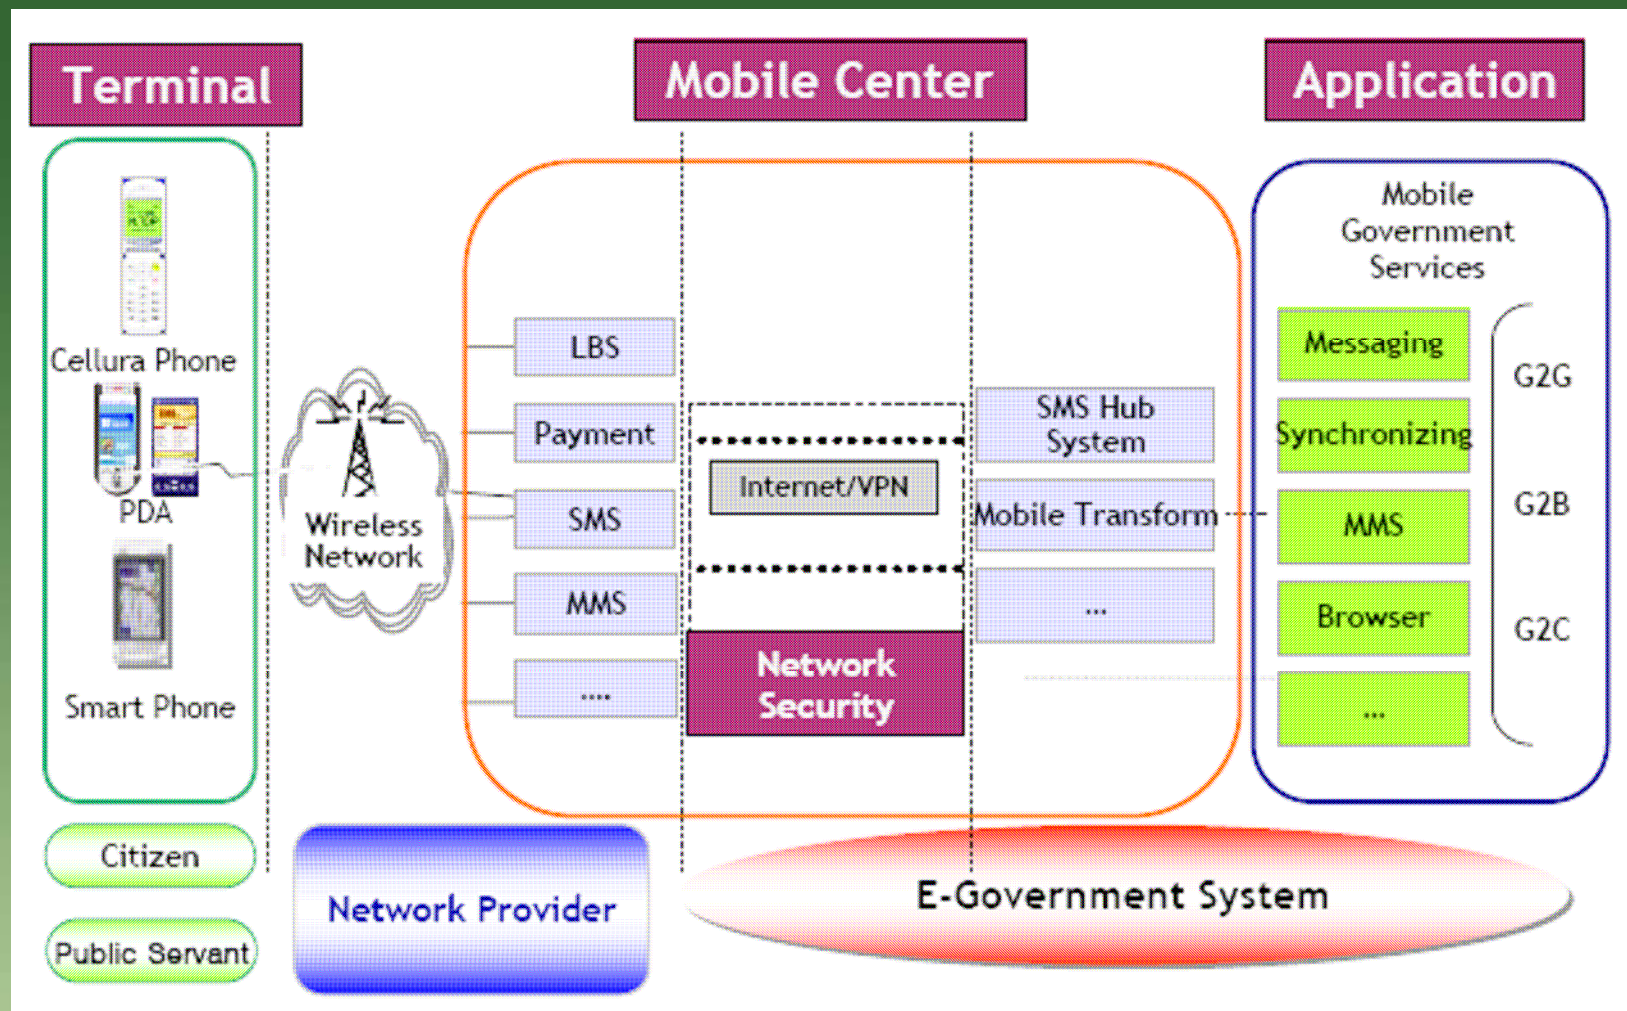 Terminal
Mobile Center
Application
Cellura Phone
PDA
Smart Phone
Wireless
Network
LBS
Payment
SMS
MMS
....
Internet/VPN
Network
Security
SMS Hub
System
Mobile Transform
...
Mobile
Government
Services
Messaging
Synchronizing
MMS
Browser
...
G2G
G2B
G2C
Citizen
Public Servant
Network Provider
E-Government System